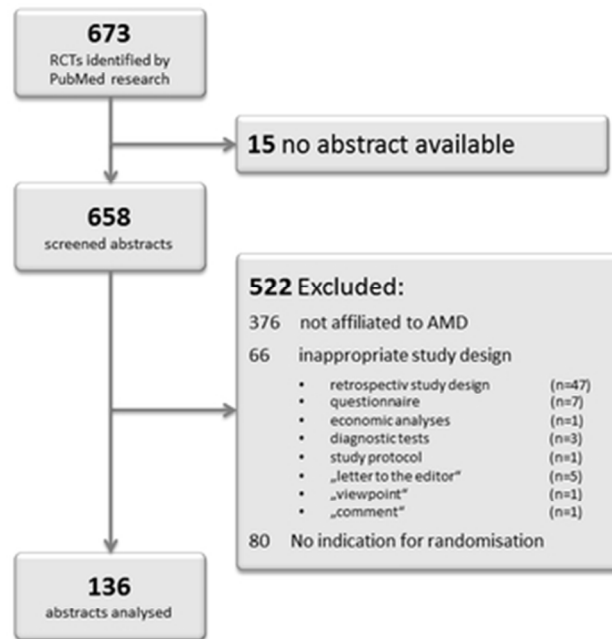 673
RCTs identified by
PubMed research
15 no abstract available
658
screened abstracts
522 Excluded:
376 not affiliated to AMD
66 inappropriate study design
• retrospectiv study design (n=47)
• questionnaire (n=7)
• economic analyses (n=1)
• diagnostic tests (n=3)
• study protocol (n=1)
• „letter to the editor“ (n=5)
• „viewpoint“ (n=1)
• „comment“ (n=1)
80 No indication for randomisation
136
abstracts analysed